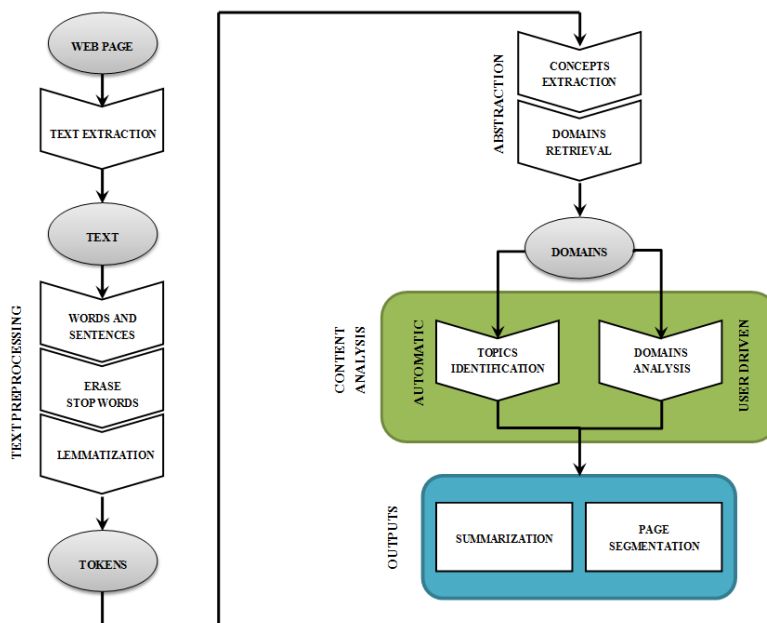 WEB PAGE
TEXT EXTRACTION
TEXT
TEXT PREPROCESSING
WORDS AND
SENTENCES
ERASE
STOP WORDS
LEMMATIZATION
TOKENS
ABSTRACTION
CONCEPTS
EXTRACTION
DOMAINS
RETRIEVAL
DOMAINS
CONTENT
ANALYSIS
AUTOMATIC
TOPICS
IDENTIFICATION
DOMAINS
ANALYSIS
USER DRIVEN
OUTPUTS
SUMMARIZATION
PAGE
SEGMENTATION